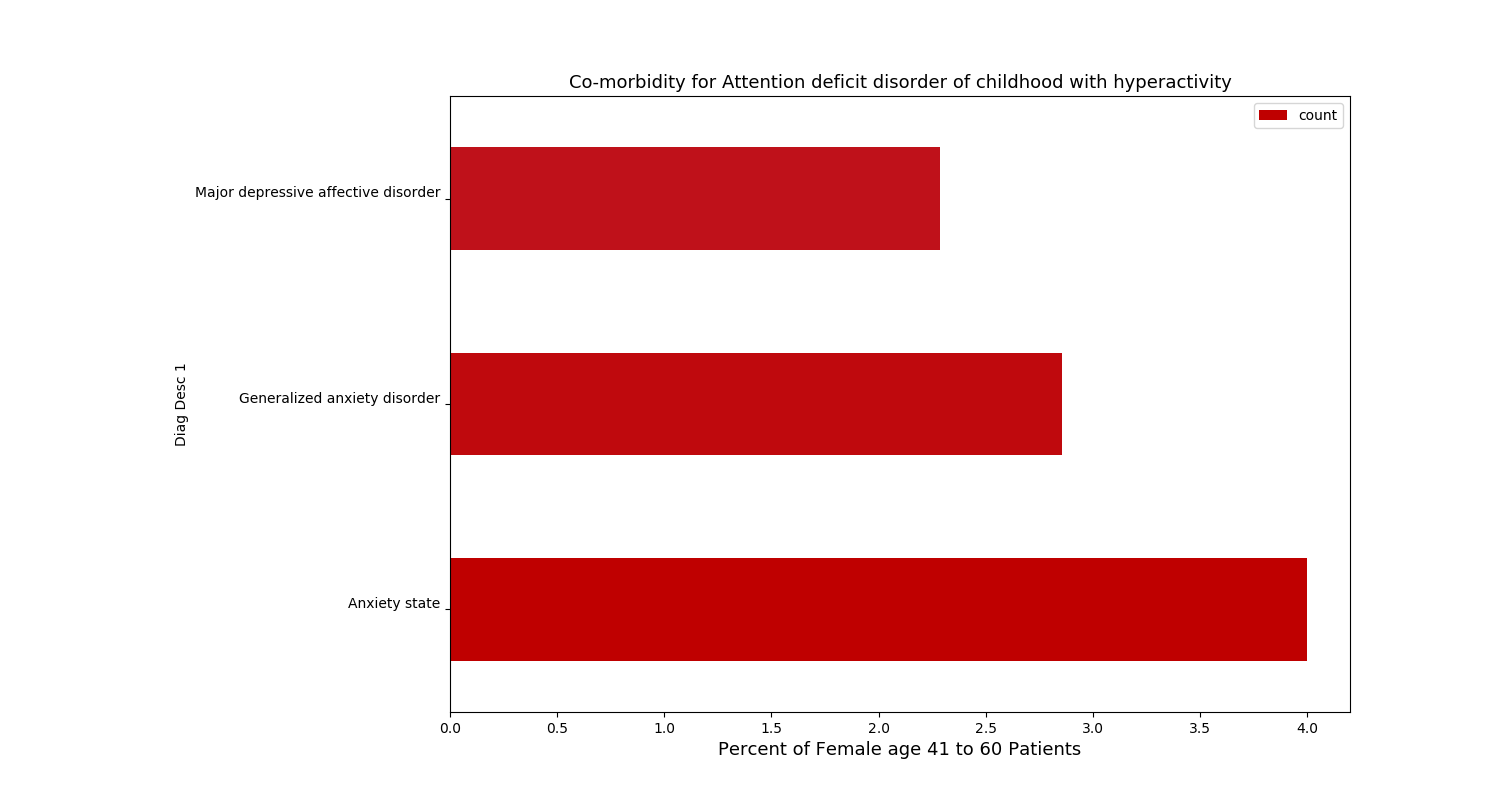 Co-morbidity for Attention deficit disorder of childhood with hyperactivity
count
Major depressive affective disorder
Generalized anxiety disorder
Anxiety state
Diag Desc 1
0.0 0.5 1.0 1.5 2.0 2.5 3.0 3.5 4.0
Percent of Female age 41 to 60 Patients